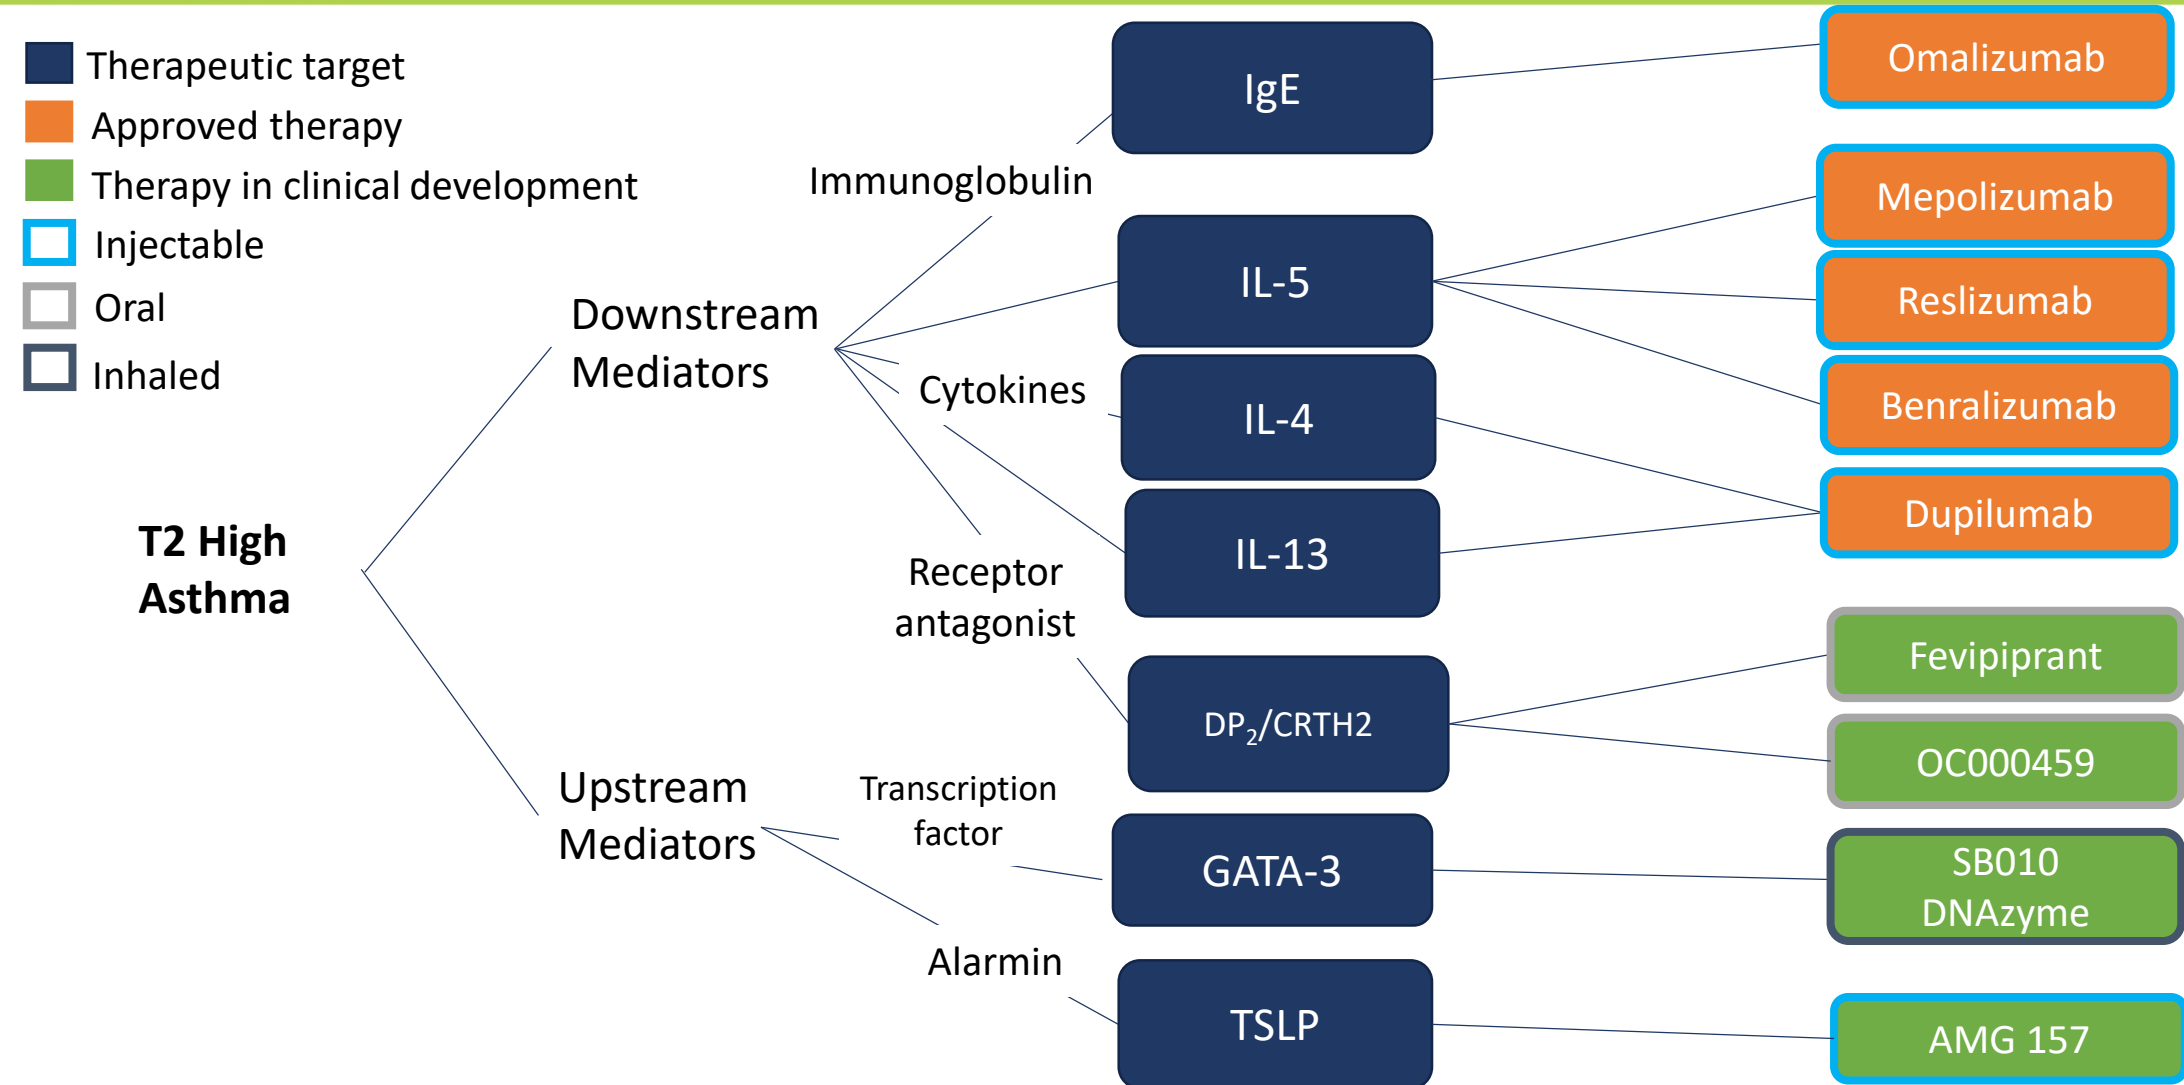 Therapeutic target
Approved therapy
Therapy in clinical development
Injectable
Oral
Inhaled
T2 High
Asthma
Downstream
Mediators
Upstream
Mediators
Immunoglobulin
Cytokines
Receptor
antagonist
Transcription
factor
Alarmin
IgE
IL-5
IL-4
IL-13
DP₂/CRTH2
GATA-3
TSLP
Omalizumab
Mepolizumab
Reslizumab
Benralizumab
Dupilumab
Fevipiprant
OC000459
SB010
DNAzyme
AMG 157